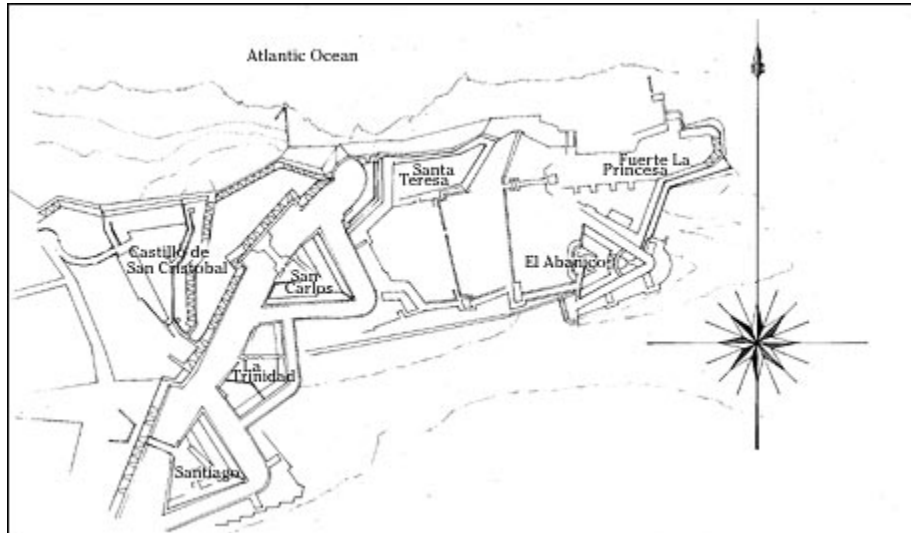 Atlantic Ocean
Santa
Teresa
Fuerte La
Princesa
Castillo de
San Cristobal
El Abanico
San
Carlos
La
Trinidad
Santiago